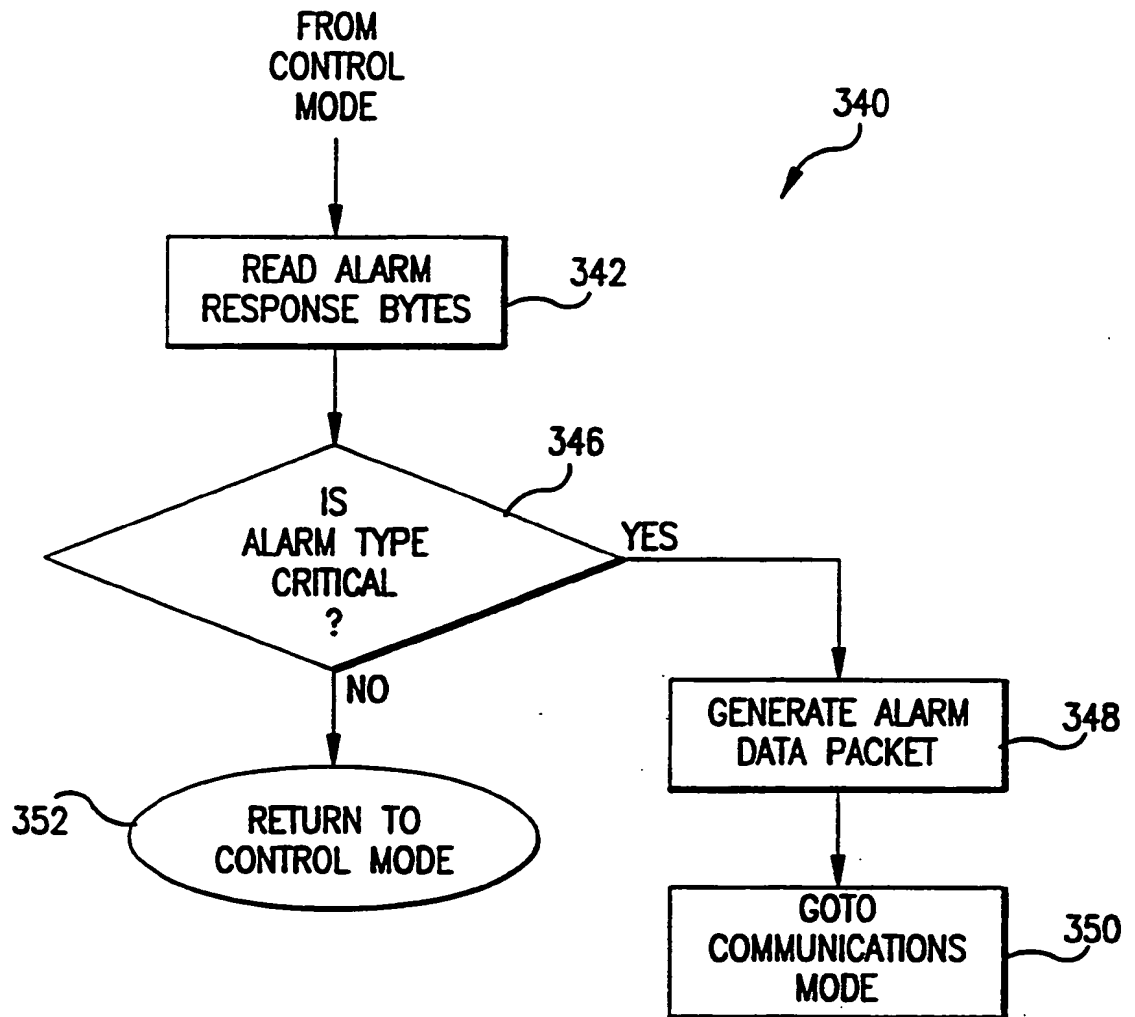 FROM
CONTROL
MODE
340
READ ALARM
RESPONSE BYTES
342
346
IS
ALARM TYPE
CRITICAL
?
YES
NO
GENERATE ALARM
DATA PACKET
348
352
RETURN TO
CONTROL MODE
GOTO
COMMUNICATIONS
MODE
350